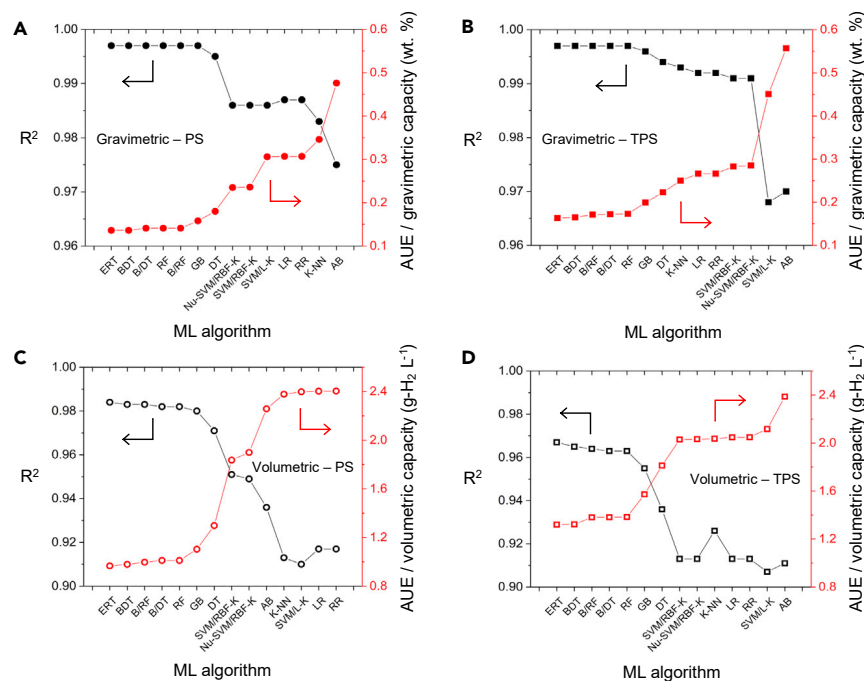 A
1.00
0.99
0.98
0.97
0.96
R²
Gravimetric – PS
0.6
0.5
0.4
0.3
0.2
0.1
AUE / gravimetric capacity (wt. %)
ERT
BDT
B/DT
RF
B/RF
GB
DT
Nu-SVM/RBF-K
SVM/RBF-K
SVM/L-K
LR
RR
K-NN
AB
ML algorithm
B
1.00
0.99
0.98
0.97
0.96
R²
Gravimetric – TPS
0.6
0.5
0.4
0.3
0.2
0.1
AUE / gravimetric capacity (wt. %)
ERT
BDT
B/RF
B/DT
RF
GB
DT
K-NN
LR
RR
SVM/RBF-K
Nu-SVM/RBF-K
SVM/L-K
AB
ML algorithm
C
1.00
0.98
0.96
0.94
0.92
0.90
R²
Volumetric – PS
2.4
2.0
1.6
1.2
0.8
AUE / volumetric capacity (g-H₂ L⁻¹)
ERT
BDT
B/RF
B/DT
RF
GB
DT
SVM/RBF-K
Nu-SVM/RBF-K
AB
K-NN
SVM/L-K
LR
RR
ML algorithm
D
1.00
0.98
0.96
0.94
0.92
0.90
R²
Volumetric – TPS
2.4
2.0
1.6
1.2
0.8
AUE / volumetric capacity (g-H₂ L⁻¹)
ERT
BDT
B/RF
B/DT
RF
GB
DT
SVM/RBF-K
Nu-SVM/RBF-K
K-NN
LR
RR
SVM/L-K
AB
ML algorithm